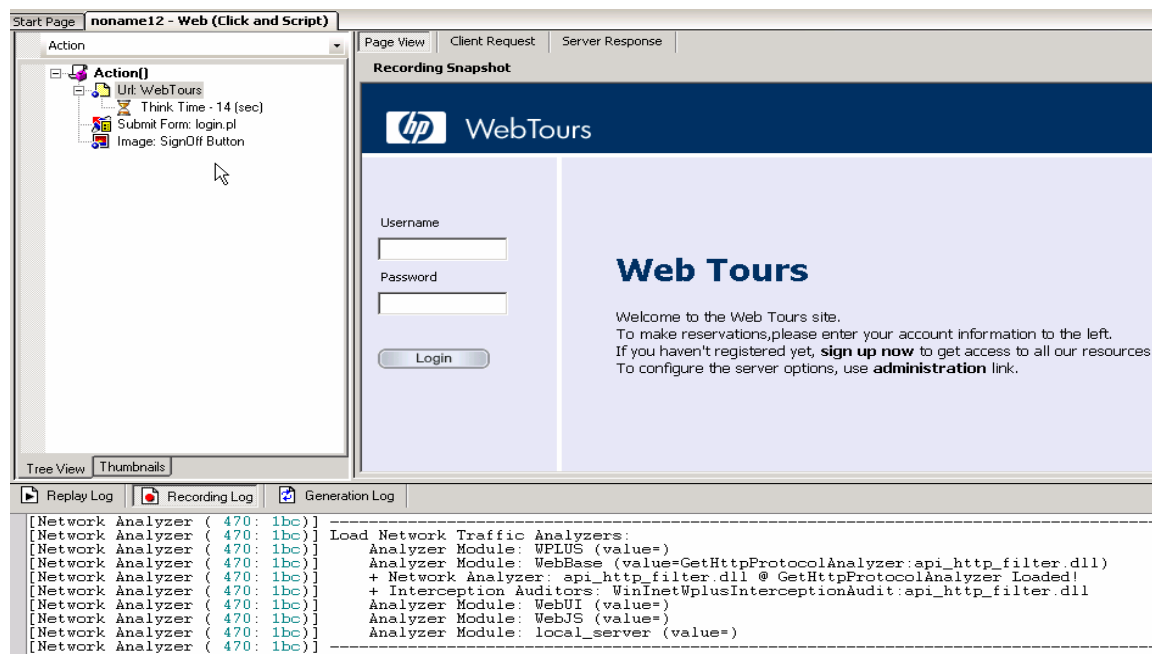 Start Page noname12 - Web (Click and Script)
Action
Action()
Url: WebTours
Think Time - 14 (sec)
Submit Form: login.pl
Image: SignOff Button
Tree View Thumbnails
Page View Client Request Server Response
Recording Snapshot
hp WebTours
Username
Password
Login
Web Tours
Welcome to the Web Tours site.
To make reservations,please enter your account information to the left.
If you haven't registered yet, sign up now to get access to all our resources
To configure the server options, use administration link.
Replay Log Recording Log Generation Log
[Network Analyzer ( 470: 1bc)] ----------------------------------------------------------------
[Network Analyzer ( 470: 1bc)] Load Network Traffic Analyzers:
[Network Analyzer ( 470: 1bc)] Analyzer Module: WPLUS (value=)
[Network Analyzer ( 470: 1bc)] Analyzer Module: WebBase (value=GetHttpProtocolAnalyzer:api_http_filter.dll)
[Network Analyzer ( 470: 1bc)] + Network Analyzer: api_http_filter.dll @ GetHttpProtocolAnalyzer Loaded!
[Network Analyzer ( 470: 1bc)] + Interception Auditors: WinInetWplusInterceptionAudit:api_http_filter.dll
[Network Analyzer ( 470: 1bc)] Analyzer Module: WebUI (value=)
[Network Analyzer ( 470: 1bc)] Analyzer Module: WebJS (value=)
[Network Analyzer ( 470: 1bc)] Analyzer Module: local_server (value=)
[Network Analyzer ( 470: 1bc)] ----------------------------------------------------------------